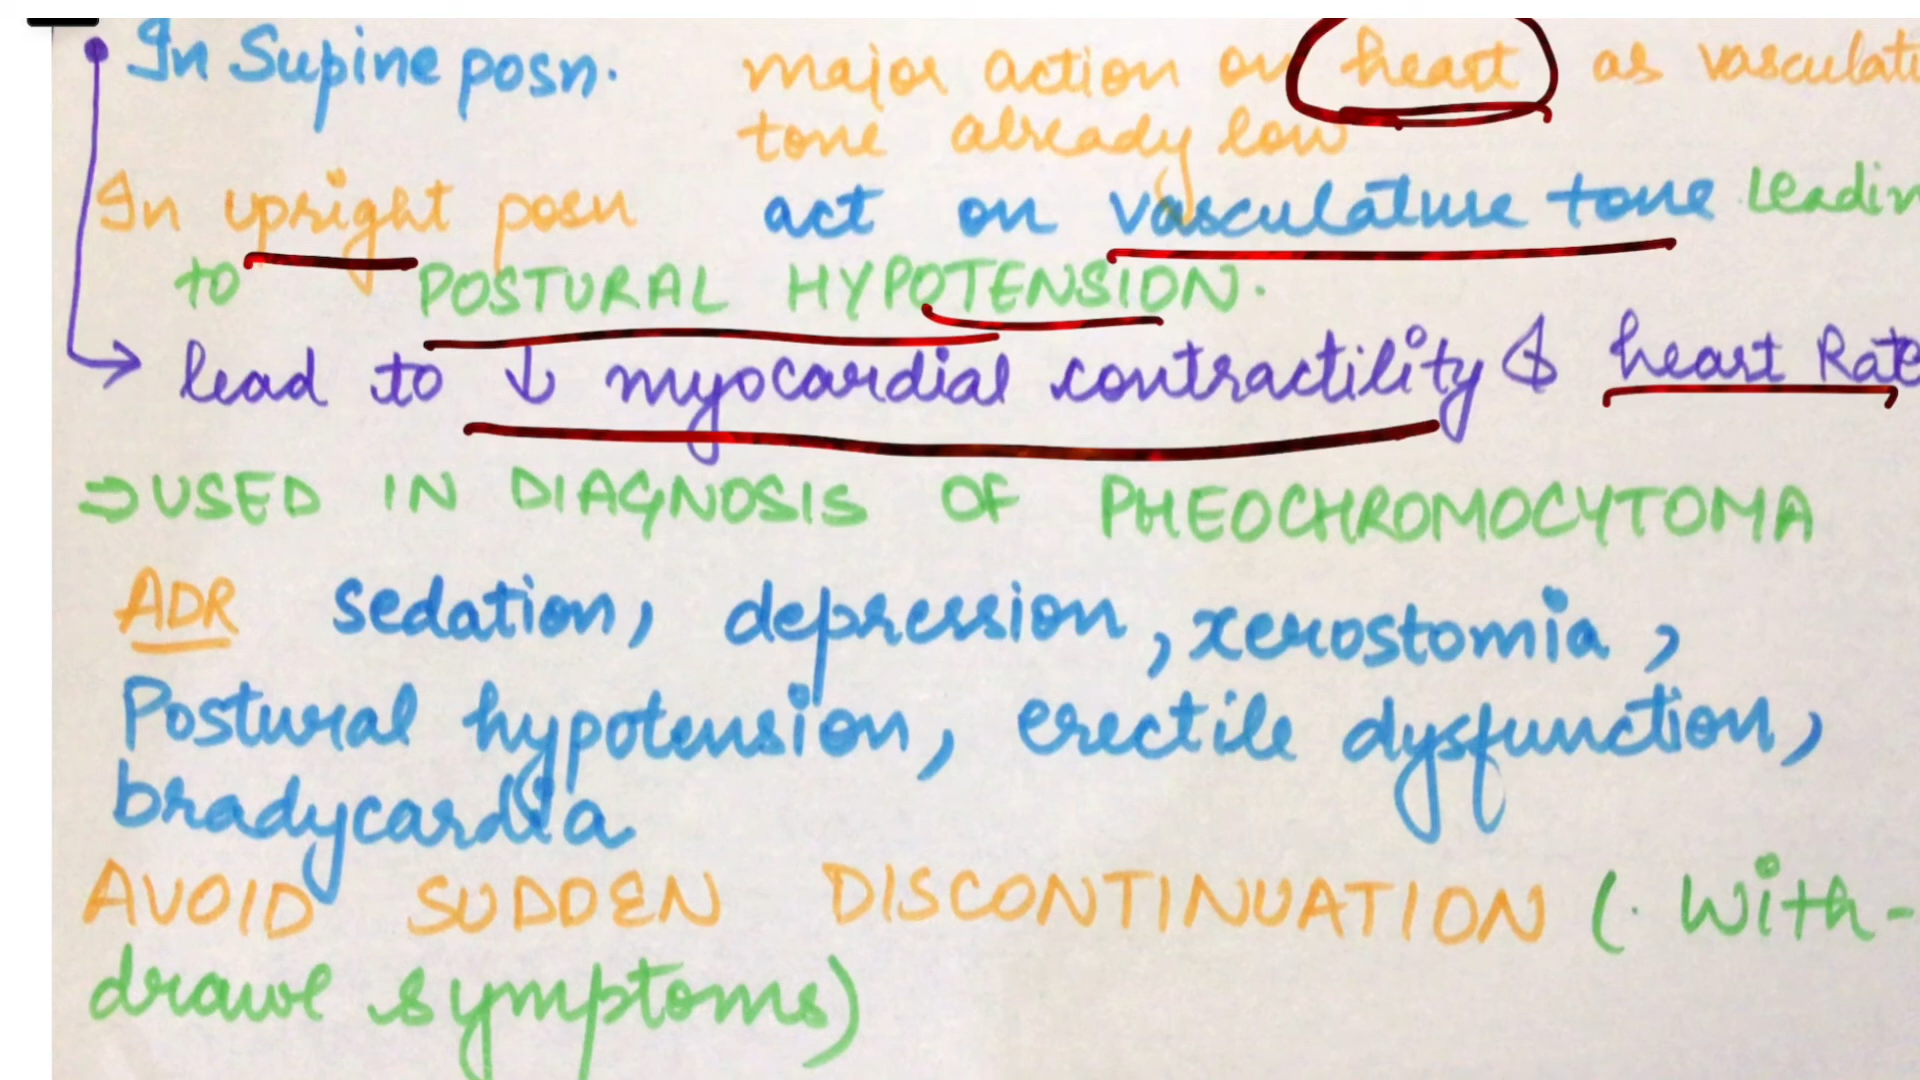 In Supine posn. major action on heart as vasculat
tone already low
In upright posn act on vasculature tone leadin
to POSTURAL HYPOTENSION.
lead to ↓ myocardial contractility & heart Rate
⇒ USED IN DIAGNOSIS OF PHEOCHROMOCYTOMA
ADR sedation, depression, xerostomia,
Postural hypotension, erectile dysfunction,
bradycardia
AVOID SUDDEN DISCONTINUATION (. With-
drawl symptoms)